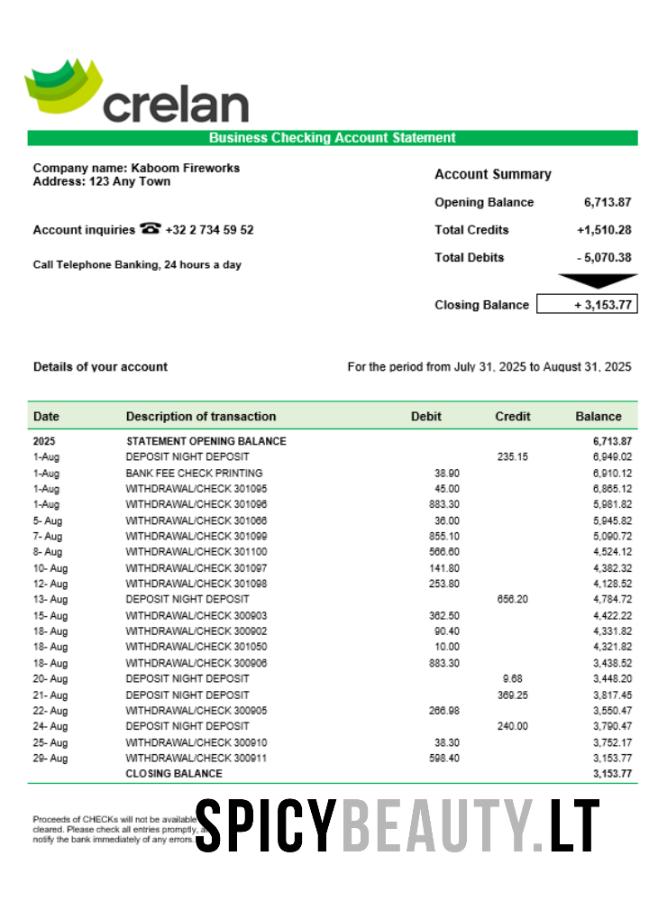 crelan
Business Checking Account Statement
Company name: Kaboom Fireworks
Address: 123 Any Town
Account inquiries ☎ +32 2 734 59 52
Call Telephone Banking, 24 hours a day
Account Summary
Opening Balance 6,713.87
Total Credits +1,510.28
Total Debits - 5,070.38
Closing Balance + 3,153.77
Details of your account For the period from July 31, 2025 to August 31, 2025
Date Description of transaction Debit Credit Balance
2025 STATEMENT OPENING BALANCE 6,713.87
1-Aug DEPOSIT NIGHT DEPOSIT 235.15 6,949.02
1-Aug BANK FEE CHECK PRINTING 38.90 6,910.12
1-Aug WITHDRAWAL/CHECK 301095 45.00 6,865.12
1-Aug WITHDRAWAL/CHECK 301096 883.30 5,981.82
5- Aug WITHDRAWAL/CHECK 301066 36.00 5,945.82
7- Aug WITHDRAWAL/CHECK 301099 855.10 5,090.72
8- Aug WITHDRAWAL/CHECK 301100 566.60 4,524.12
10- Aug WITHDRAWAL/CHECK 301097 141.80 4,382.32
12- Aug WITHDRAWAL/CHECK 301098 253.80 4,128.52
13- Aug DEPOSIT NIGHT DEPOSIT 656.20 4,784.72
15- Aug WITHDRAWAL/CHECK 300903 362.50 4,422.22
18- Aug WITHDRAWAL/CHECK 300902 90.40 4,331.82
18- Aug WITHDRAWAL/CHECK 301050 10.00 4,321.82
18- Aug WITHDRAWAL/CHECK 300906 883.30 3,438.52
20- Aug DEPOSIT NIGHT DEPOSIT 9.68 3,448.20
21- Aug DEPOSIT NIGHT DEPOSIT 369.25 3,817.45
22- Aug WITHDRAWAL/CHECK 300905 266.98 3,550.47
24- Aug DEPOSIT NIGHT DEPOSIT 240.00 3,790.47
25- Aug WITHDRAWAL/CHECK 300910 38.30 3,752.17
29- Aug WITHDRAWAL/CHECK 300911 598.40 3,153.77
CLOSING BALANCE 3,153.77
Proceeds of CHECKs will not be available
cleared. Please check all entries promptly,
notify the bank immediately of any errors.
SPICYBEAUTY.LT